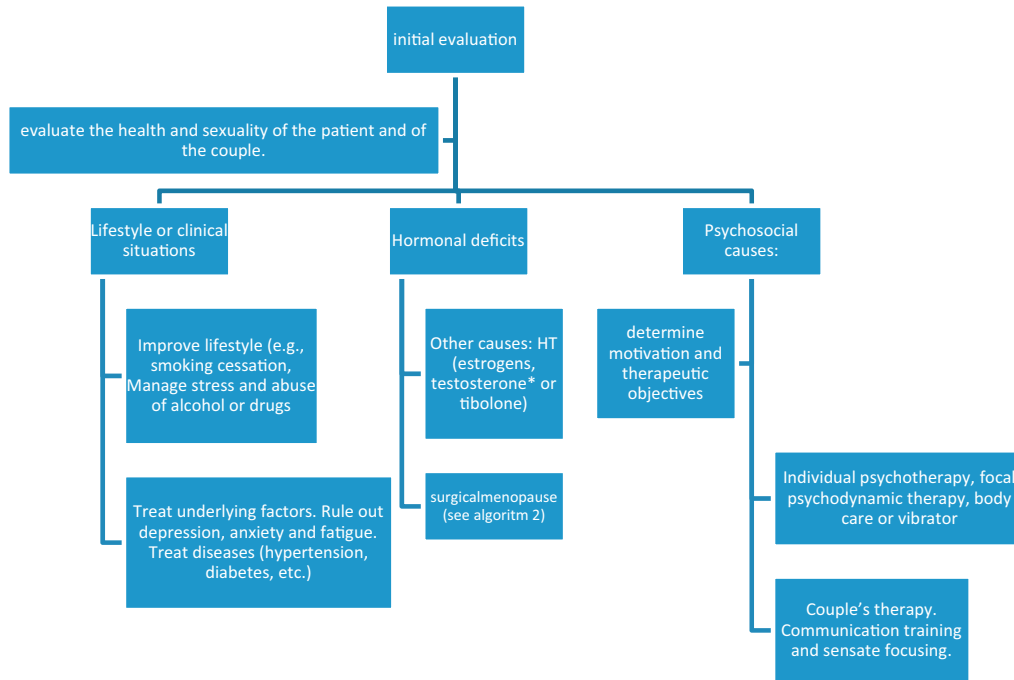 initial evaluation
evaluate the health and sexuality of the patient and of
the couple.
Lifestyle or clinical
situations
Improve lifestyle (e.g.,
smoking cessation,
Manage stress and abuse
of alcohol or drugs
Treat underlying factors. Rule out
depression, anxiety and fatigue.
Treat diseases (hypertension,
diabetes, etc.)
Hormonal deficits
Other causes: HT
(estrogens,
testosterone* or
tibolone)
surgicalmenopause
(see algoritm 2)
Psychosocial
causes:
determine
motivation and
therapeutic
objectives
Individual psychotherapy, focal
psychodynamic therapy, body
care or vibrator
Couple's therapy.
Communication training
and sensate focusing.